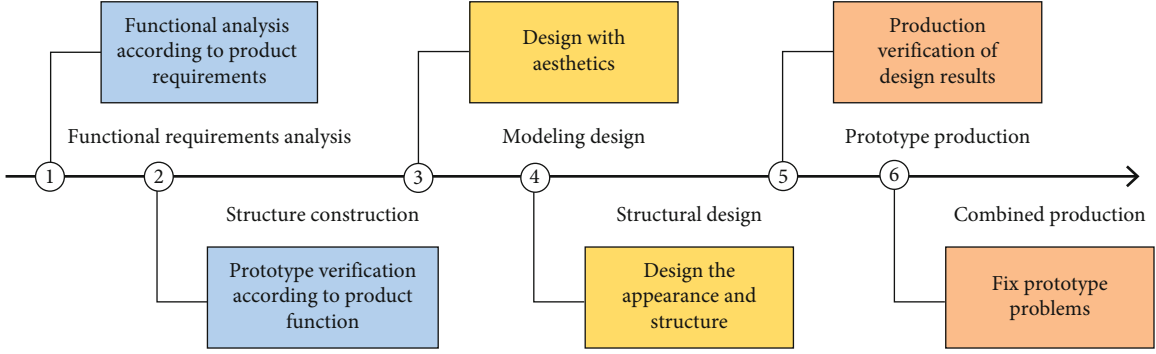 Functional analysis
according to product
requirements
Design with
aesthetics
Production
verification of
design results
Functional requirements analysis
Modeling design
Prototype production
1
2
3
4
5
6
Structure construction
Structural design
Combined production
Prototype verification
according to product
function
Design the
appearance and
structure
Fix prototype
problems